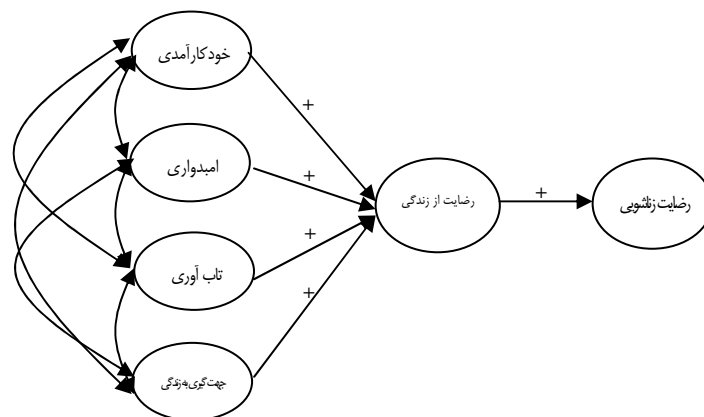 خودکارآمدی
+
امیدواری
+
رضایت از زندگی
+
رضایت زناشویی
تاب آوری
+
جهت‌گیری به زندگی
+